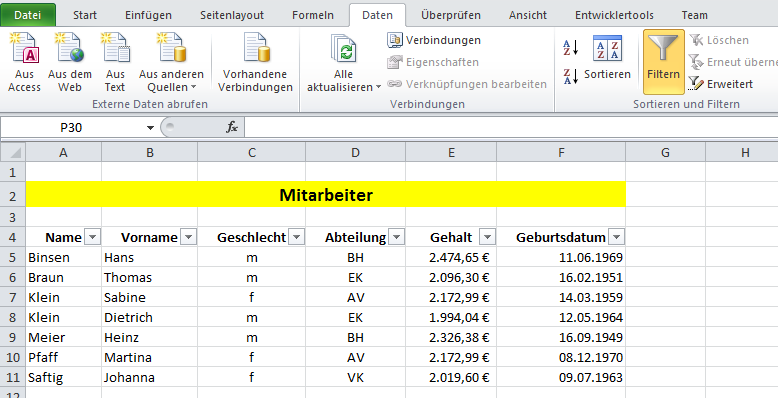 Datei Start Einfügen Seitenlayout Formeln Daten Überprüfen Ansicht Entwicklertools Team
Aus Access
Aus dem Web
Aus Text
Aus anderen Quellen
Externe Daten abrufen
Vorhandene Verbindungen
Alle aktualisieren
Verbindungen
Eigenschaften
Verknüpfungen bearbeiten
Verbindungen
A Z
Z A
A Z Z A
Sortieren
Filtern
Löschen
Erneut überne
Erweitert
Sortieren und Filtern
P30 fx
A B C D E F G H
1
2 Mitarbeiter
3
4 Name Vorname Geschlecht Abteilung Gehalt Geburtsdatum
5 Binsen Hans m BH 2.474,65 € 11.06.1969
6 Braun Thomas m EK 2.096,30 € 16.02.1951
7 Klein Sabine f AV 2.172,99 € 14.03.1959
8 Klein Dietrich m EK 1.994,04 € 12.05.1964
9 Meier Heinz m BH 2.326,38 € 16.09.1949
10 Pfaff Martina f AV 2.172,99 € 08.12.1970
11 Saftig Johanna f VK 2.019,60 € 09.07.1963
12